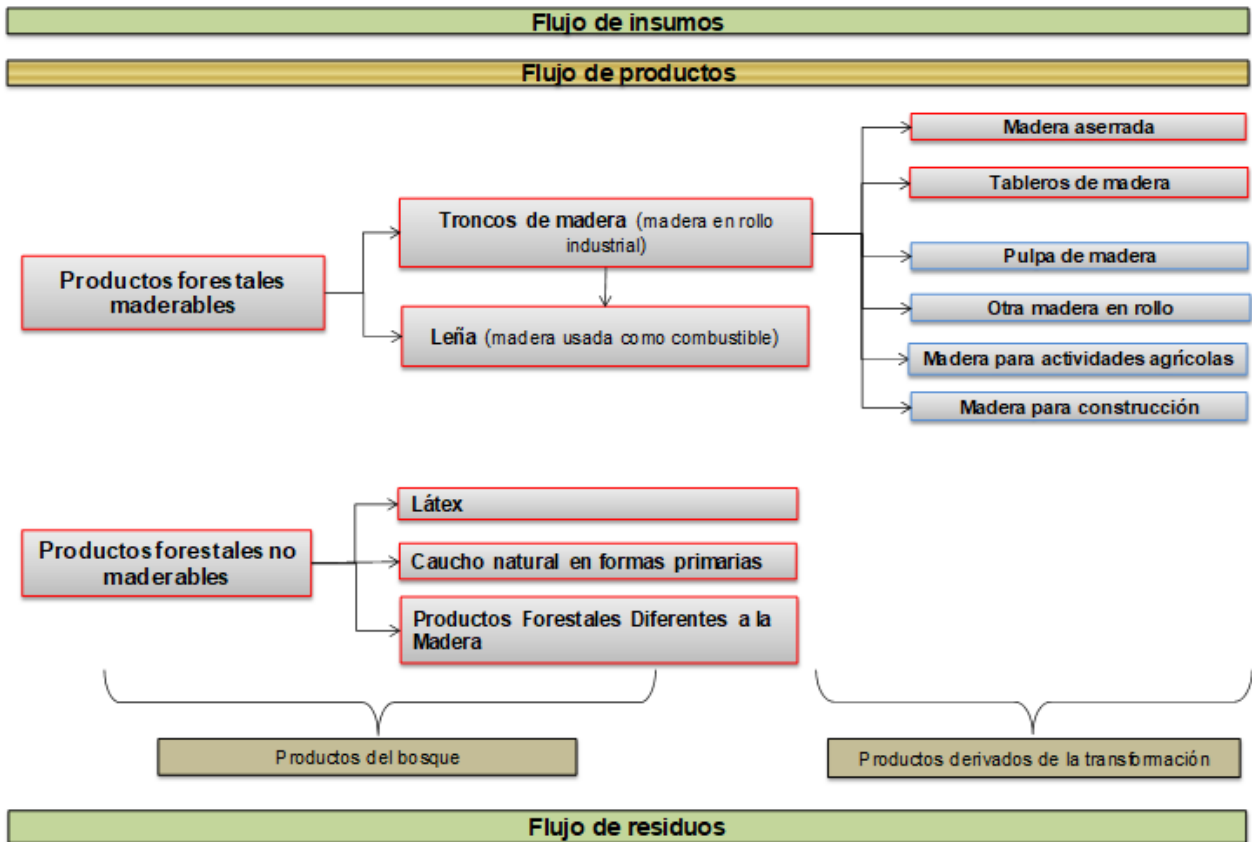 Flujo de insumos
Flujo de productos
Productos forestales
maderables
Troncos de madera (madera en rollo
industrial)
Leña (madera usada como combustible)
Madera aserrada
Tableros de madera
Pulpa de madera
Otra madera en rollo
Madera para actividades agrícolas
Madera para construcción
Productos forestales no
maderables
Látex
Caucho natural en formas primarias
Productos Forestales Diferentes a la
Madera
Productos del bosque
Productos derivados de la transformación
Flujo de residuos